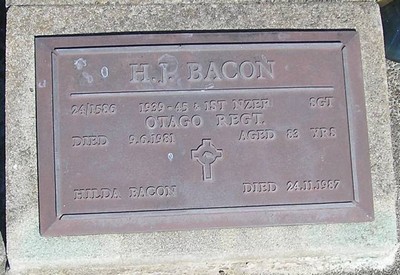 H.J. BACON
24/1586 1939-45 & 1ST NZEF SGT
OTAGO REGT.
DIED 9.6.1981 AGED 83 YRS
HILDA BACON DIED 24.11.1987